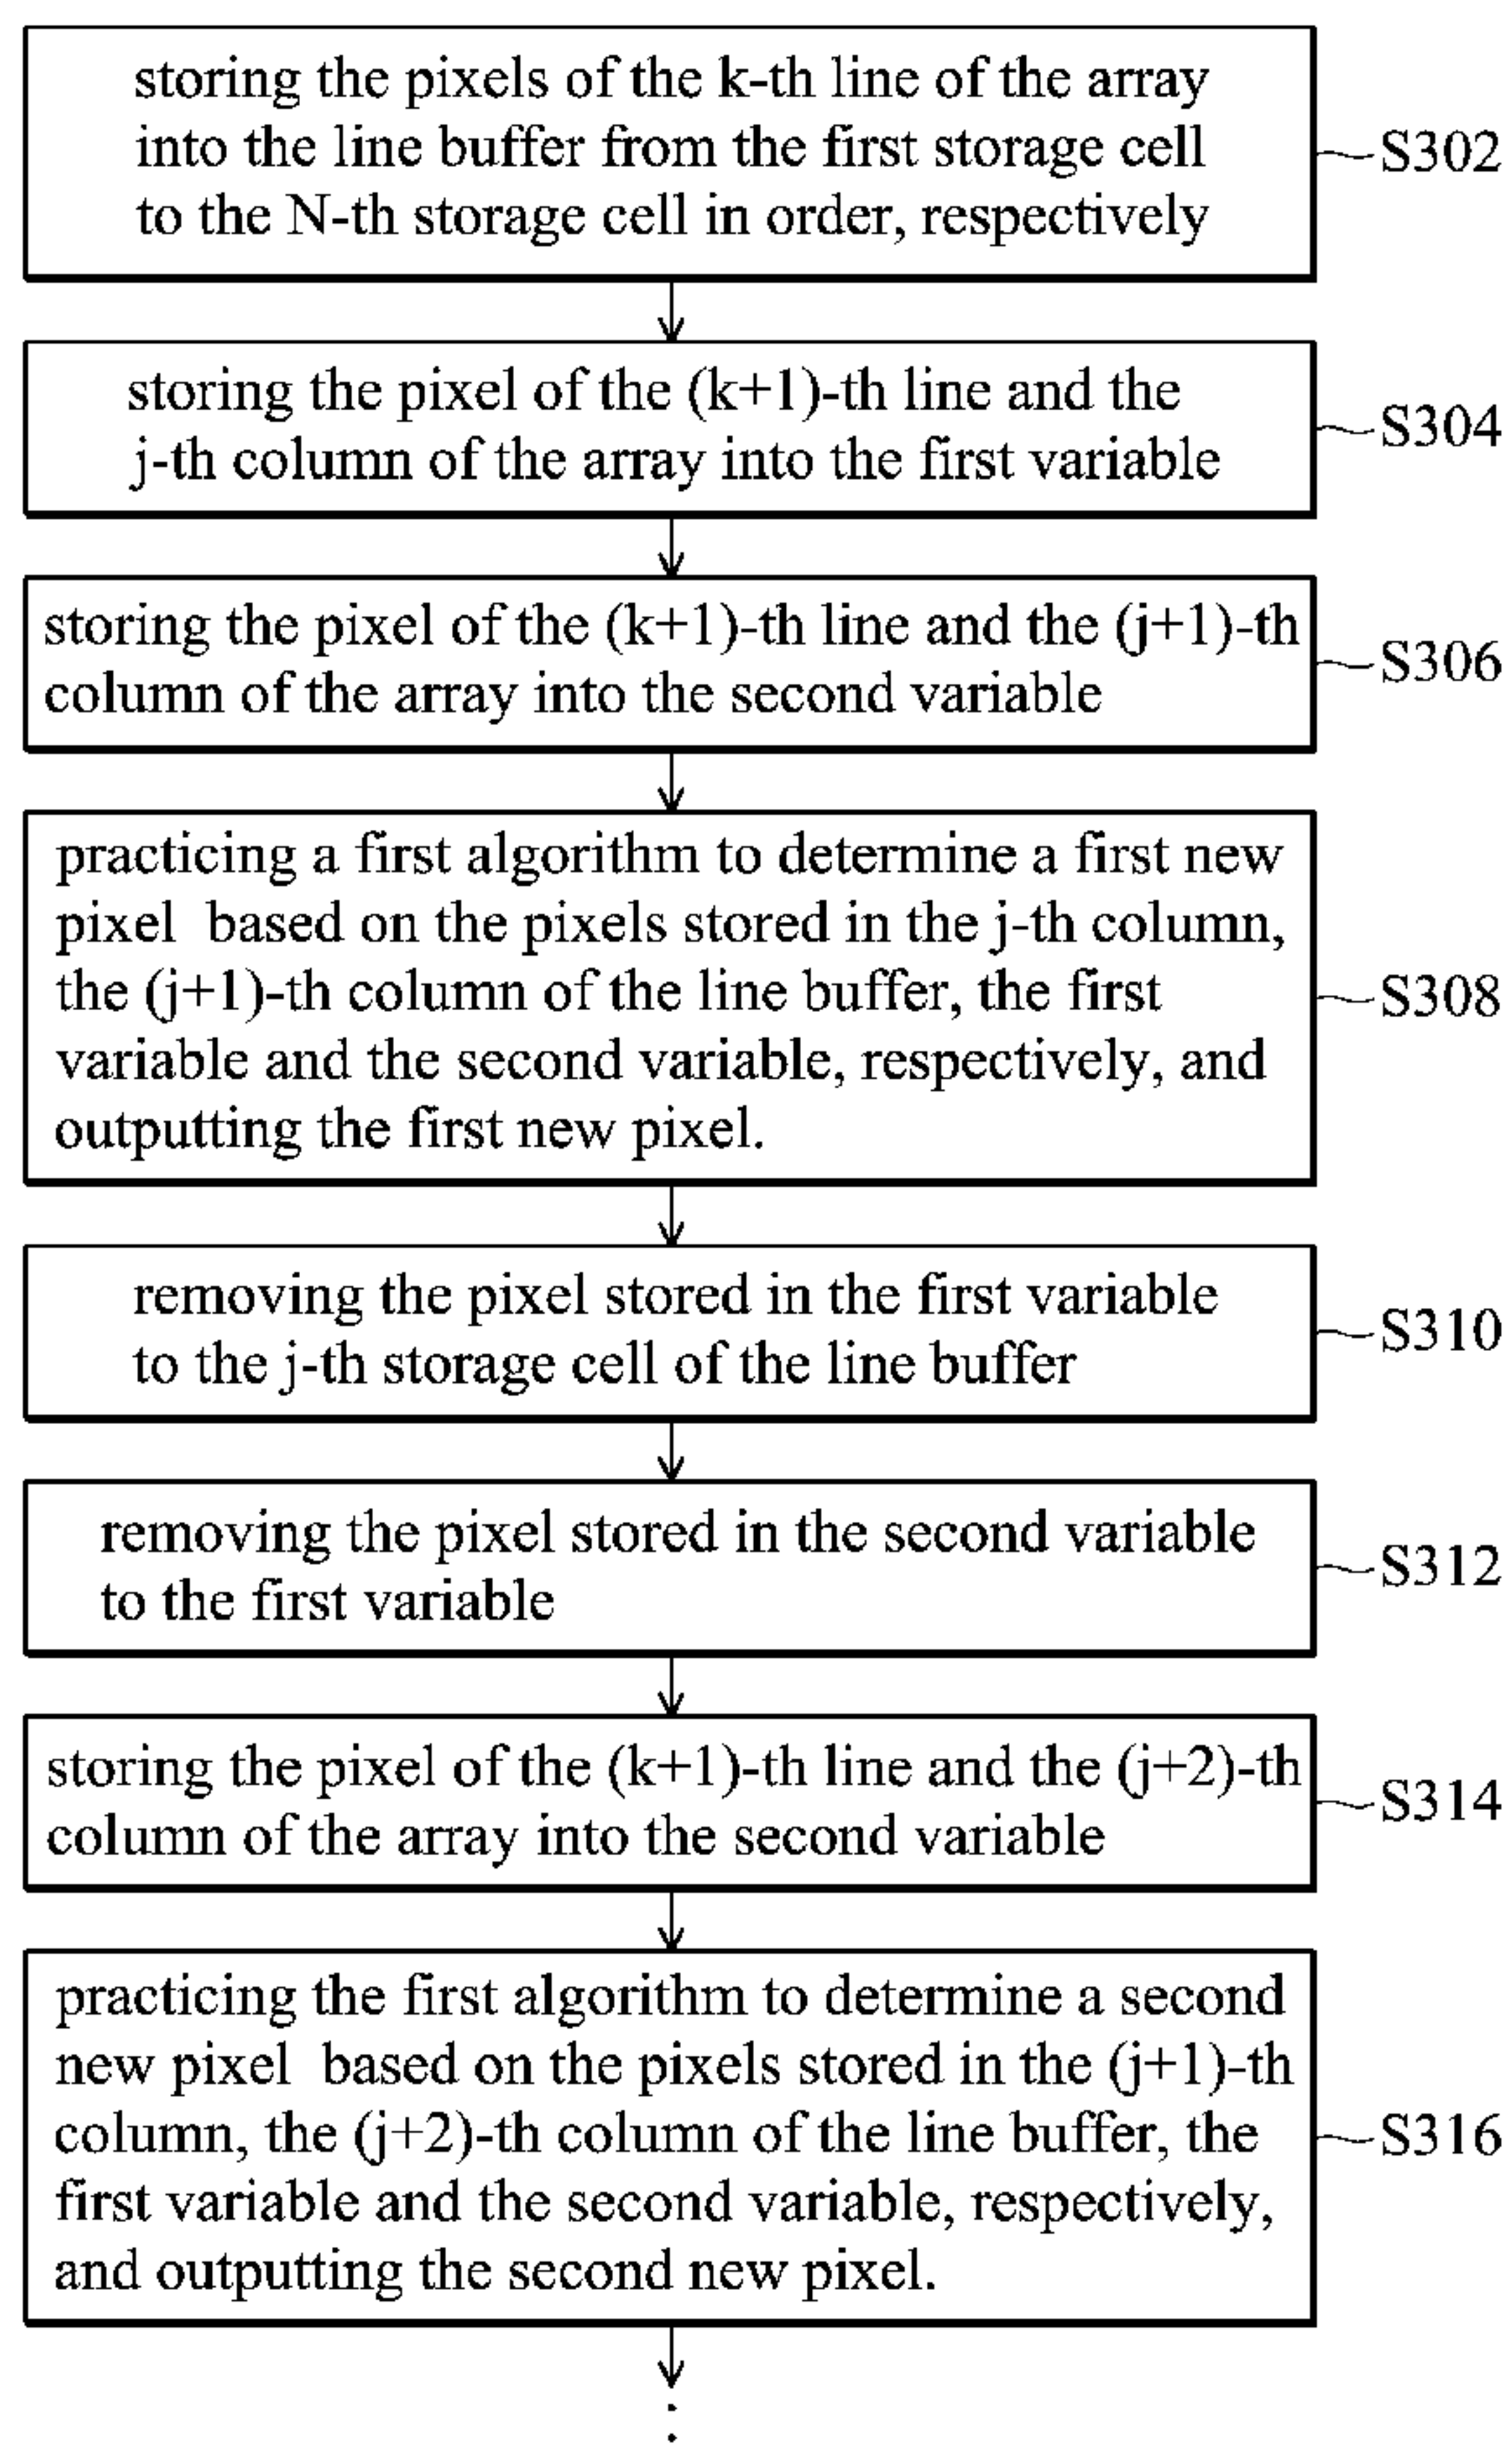 storing the pixels of the k-th line of the array
into the line buffer from the first storage cell
to the N-th storage cell in order, respectively
S302
storing the pixel of the (k+1)-th line and the
j-th column of the array into the first variable
S304
storing the pixel of the (k+1)-th line and the (j+1)-th
column of the array into the second variable
S306
practicing a first algorithm to determine a first new
pixel based on the pixels stored in the j-th column,
the (j+1)-th column of the line buffer, the first
variable and the second variable, respectively, and
outputting the first new pixel.
S308
removing the pixel stored in the first variable
to the j-th storage cell of the line buffer
S310
removing the pixel stored in the second variable
to the first variable
S312
storing the pixel of the (k+1)-th line and the (j+2)-th
column of the array into the second variable
S314
practicing the first algorithm to determine a second
new pixel based on the pixels stored in the (j+1)-th
column, the (j+2)-th column of the line buffer, the
first variable and the second variable, respectively,
and outputting the second new pixel.
S316